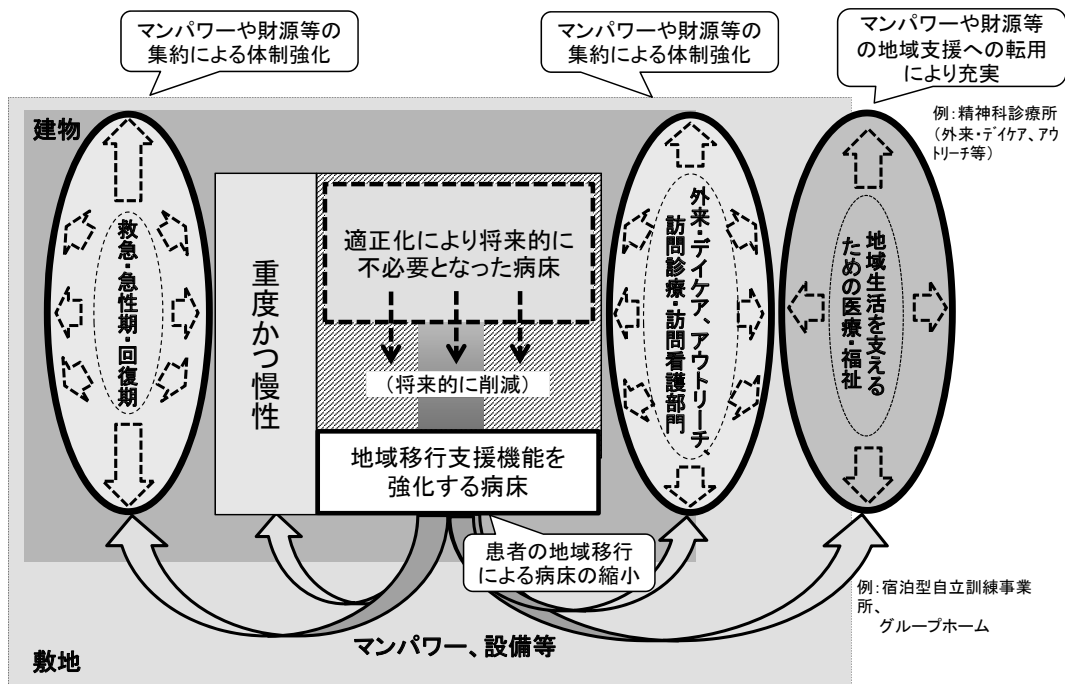 マンパワーや財源等の
集約による体制強化
マンパワーや財源等の
集約による体制強化
マンパワーや財源等
の地域支援への転用
により充実
建物
例：精神科診療所
（外来・デイケア、アウ
トリーチ等）
救急・急性期・回復期
重度かつ慢性
適正化により将来的に
不必要となった病床
（将来的に削減）
地域移行支援機能を
強化する病床
外来・デイケア、アウトリーチ、
訪問診療・訪問看護部門
地域生活を支える
ための医療・福祉
患者の地域移行
による病床の縮小
例：宿泊型自立訓練事業
所、
グループホーム
マンパワー、設備等
敷地